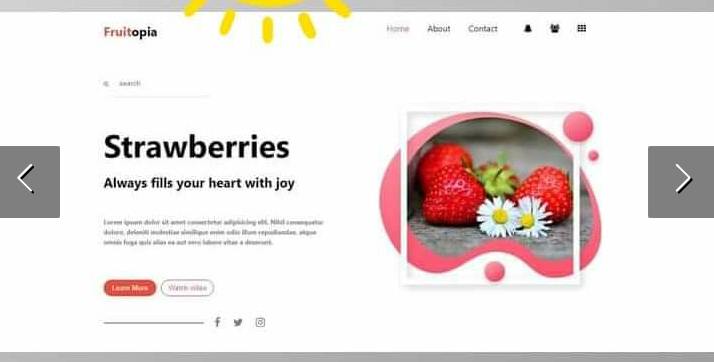 Fruitopia
Home About Contact
search
Strawberries
Always fills your heart with joy
Lorem ipsum dolor sit amet consectetur adipisicing elit. Nihil consequatur
dolore, deleniti molestiae similique enim odio illum repudiandae, atque
omnis fuga quis alias ea aut vero labore vitae a deserunt.
Learn More Watch video